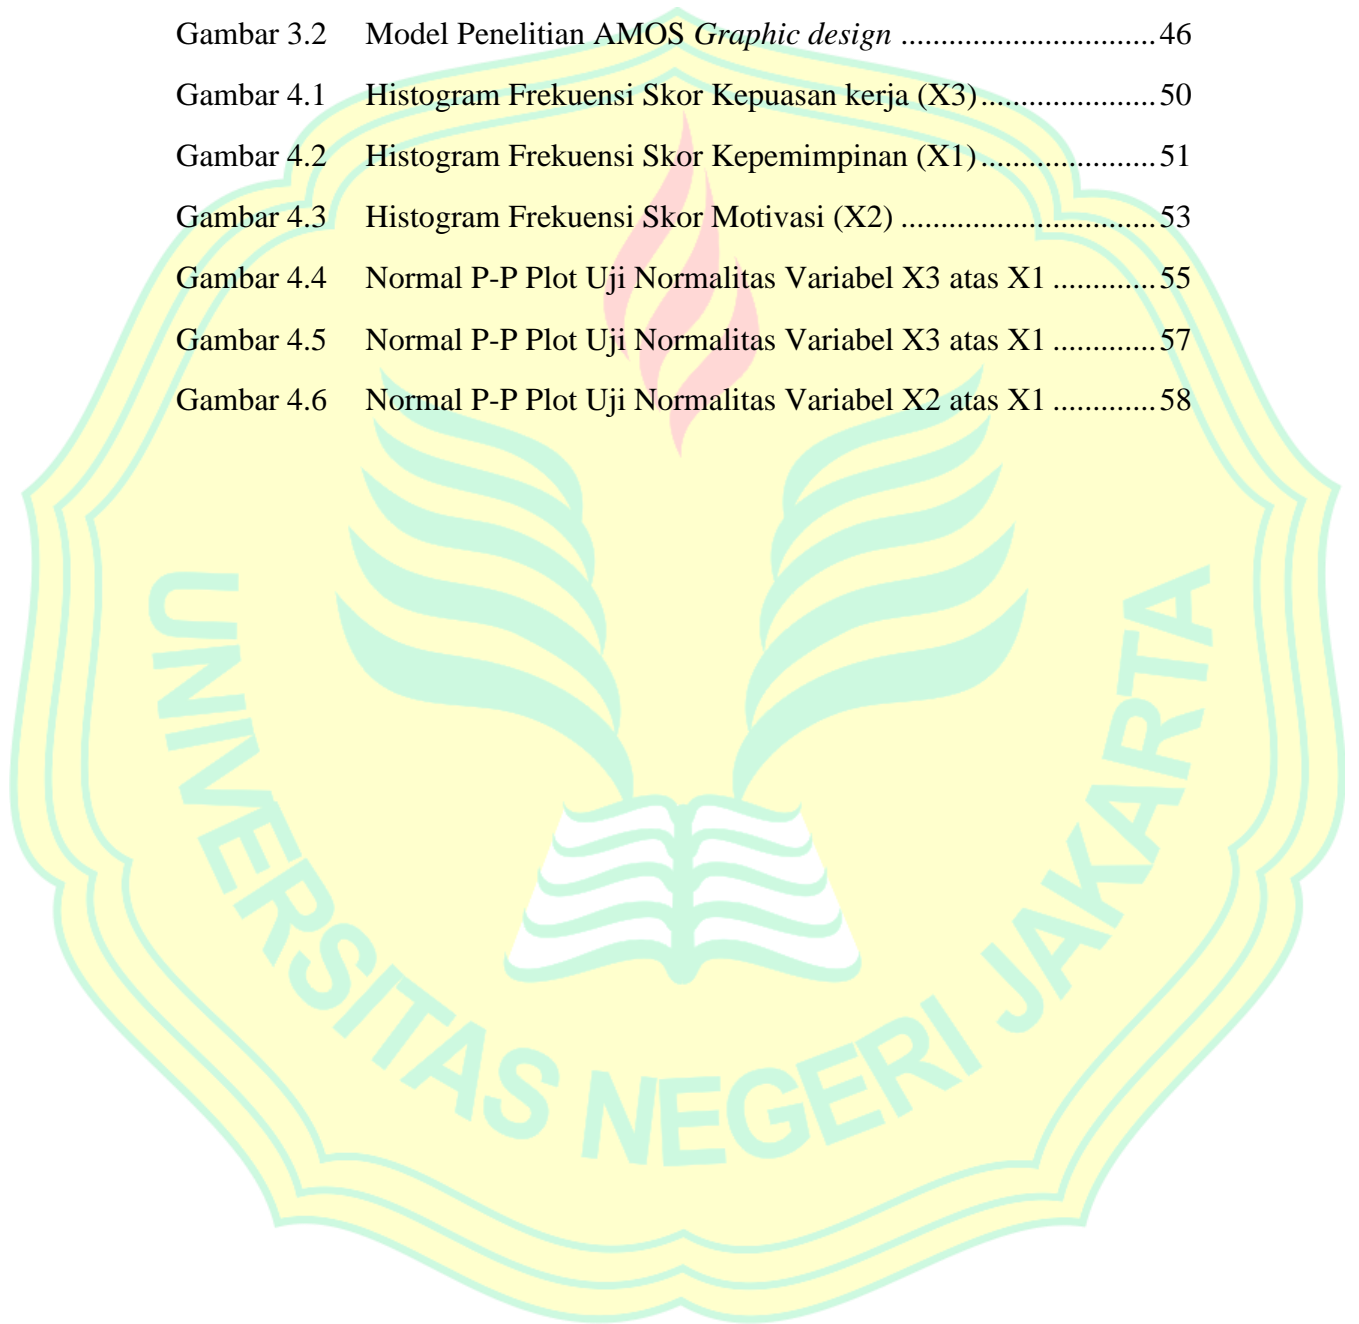 Gambar 3.2 Model Penelitian AMOS Graphic design ................................ 46
Gambar 4.1 Histogram Frekuensi Skor Kepuasan kerja (X3)...................... 50
Gambar 4.2 Histogram Frekuensi Skor Kepemimpinan (X1)...................... 51
Gambar 4.3 Histogram Frekuensi Skor Motivasi (X2) ................................ 53
Gambar 4.4 Normal P-P Plot Uji Normalitas Variabel X3 atas X1 ............. 55
Gambar 4.5 Normal P-P Plot Uji Normalitas Variabel X3 atas X1 ............. 57
Gambar 4.6 Normal P-P Plot Uji Normalitas Variabel X2 atas X1 ............. 58
UNIVERSITAS NEGERI JAKARTA